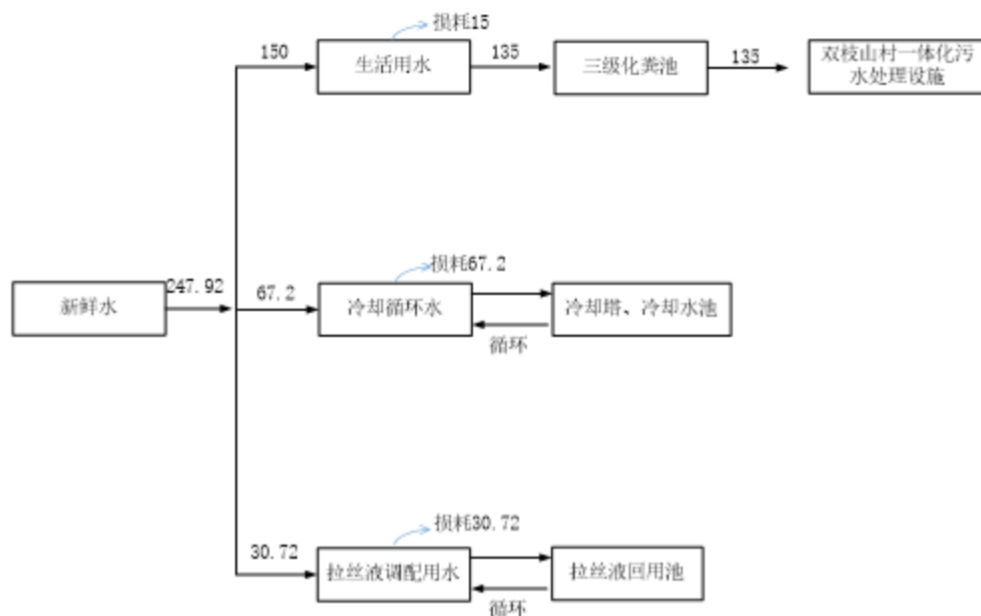 损耗15
150
生活用水
135
三级化粪池
135
双枝山村一体化污
水处理设施
损耗67.2
新鲜水
247.92
67.2
冷却循环水
冷却塔、冷却水池
循环
损耗30.72
30.72
拉丝液调配用水
拉丝液回用池
循环